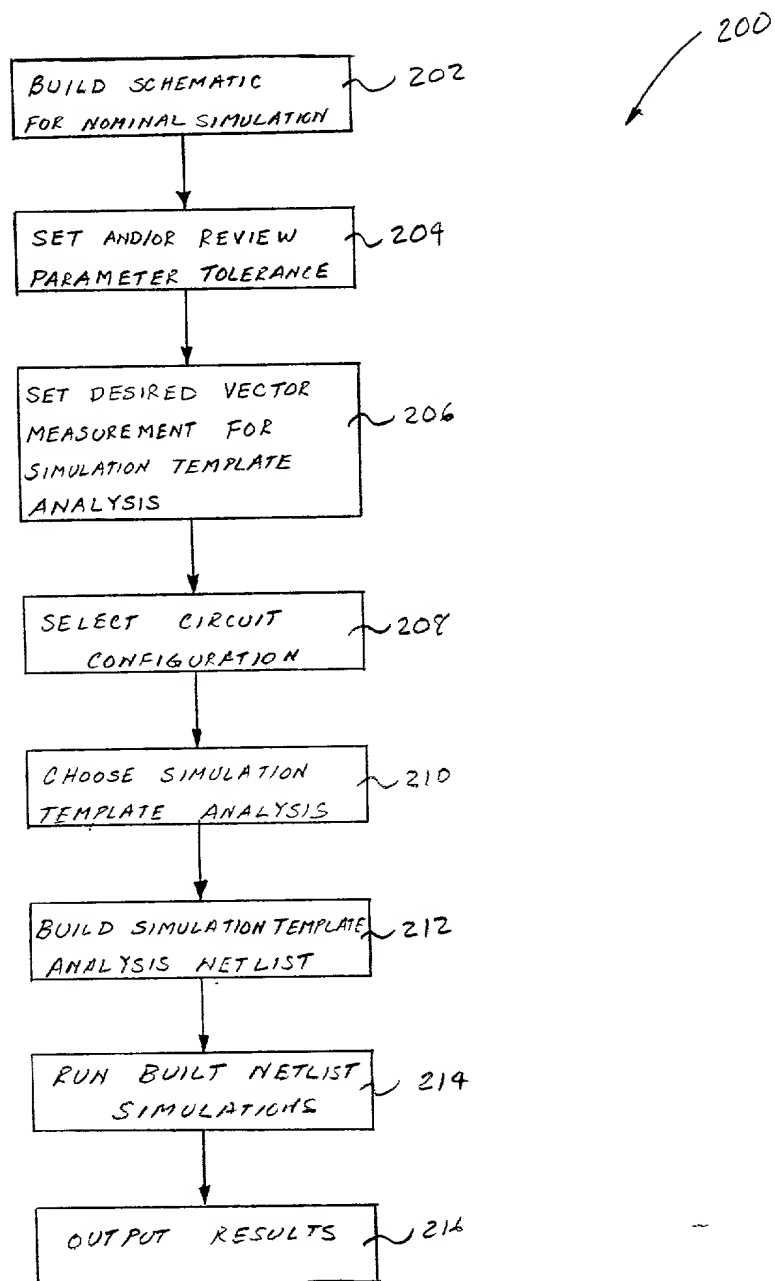 200
BUILD SCHEMATIC
FOR NOMINAL SIMULATION
202
SET AND/OR REVIEW
PARAMETER TOLERANCE
204
SET DESIRED VECTOR
MEASUREMENT FOR
SIMULATION TEMPLATE
ANALYSIS
206
SELECT CIRCUIT
CONFIGURATION
208
CHOOSE SIMULATION
TEMPLATE ANALYSIS
210
BUILD SIMULATION TEMPLATE
ANALYSIS NETLIST
212
RUN BUILT NETLIST
SIMULATIONS
214
OUTPUT RESULTS
216